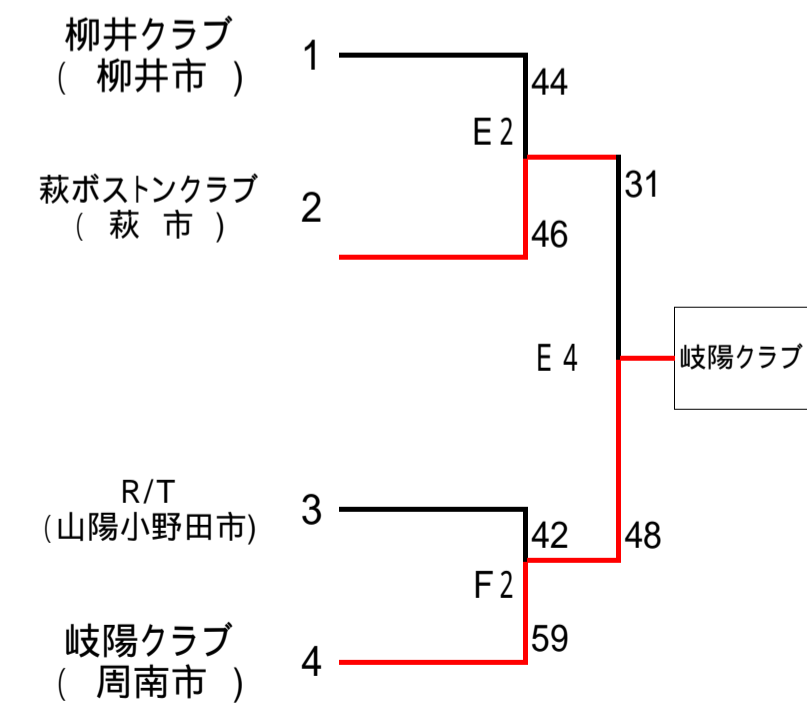 柳井クラブ
( 柳井市 )
1
44
E 2
萩ボストンクラブ
( 萩 市 )
2
46
31
E 4
岐陽クラブ
R/T
(山陽小野田市)
3
42
48
F 2
岐陽クラブ
( 周南市 )
4
59